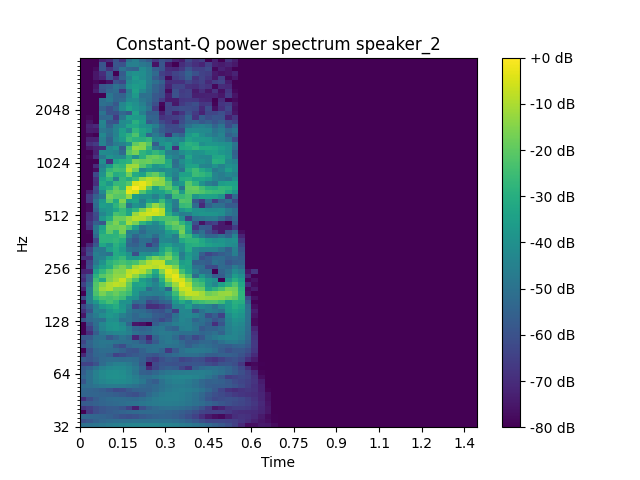 Constant-Q power spectrum speaker_2
Hz
2048
1024
512
256
128
64
32
0 0.15 0.3 0.45 0.6 0.75 0.9 1.1 1.2 1.4
Time
+0 dB
-10 dB
-20 dB
-30 dB
-40 dB
-50 dB
-60 dB
-70 dB
-80 dB